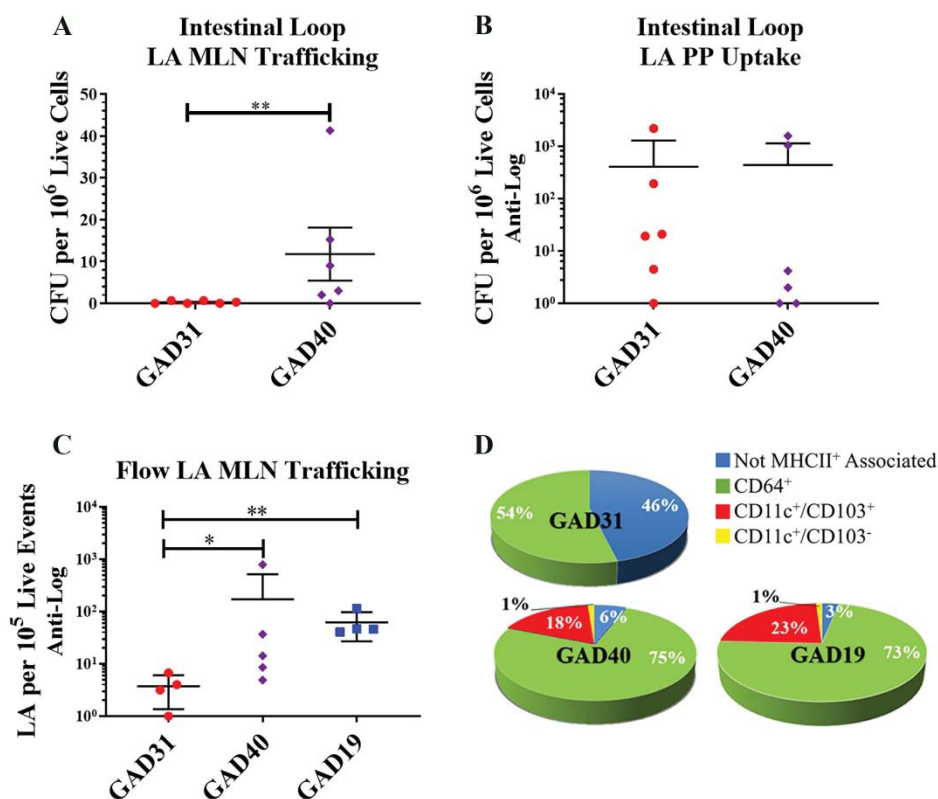 A
Intestinal Loop
LA MLN Trafficking
**
CFU per 10⁶ Live Cells
50
40
30
20
10
0
GAD31
GAD40
B
Intestinal Loop
LA PP Uptake
CFU per 10⁶ Live Cells
Anti-Log
10⁴
10³
10²
10¹
10⁰
GAD31
GAD40
C
Flow LA MLN Trafficking
**
*
LA per 10⁵ Live Events
Anti-Log
10⁴
10³
10²
10¹
10⁰
GAD31
GAD40
GAD19
D
Not MHCII⁺ Associated
CD64⁺
CD11c⁺/CD103⁺
CD11c⁺/CD103⁻
54%
46%
GAD31
1%
18%
6%
GAD40
75%
1%
3%
23%
GAD19
73%